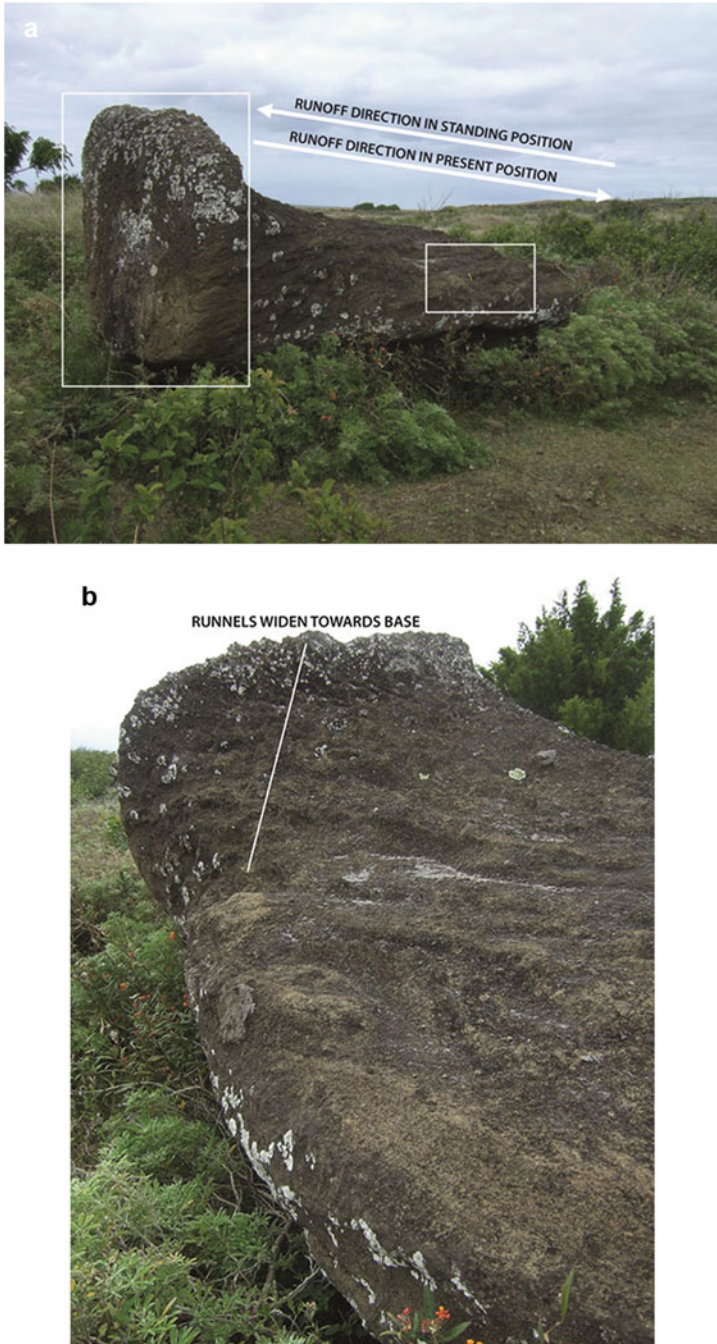 a
RUNOFF DIRECTION IN STANDING POSITION
RUNOFF DIRECTION IN PRESENT POSITION
b
RUNNELS WIDEN TOWARDS BASE